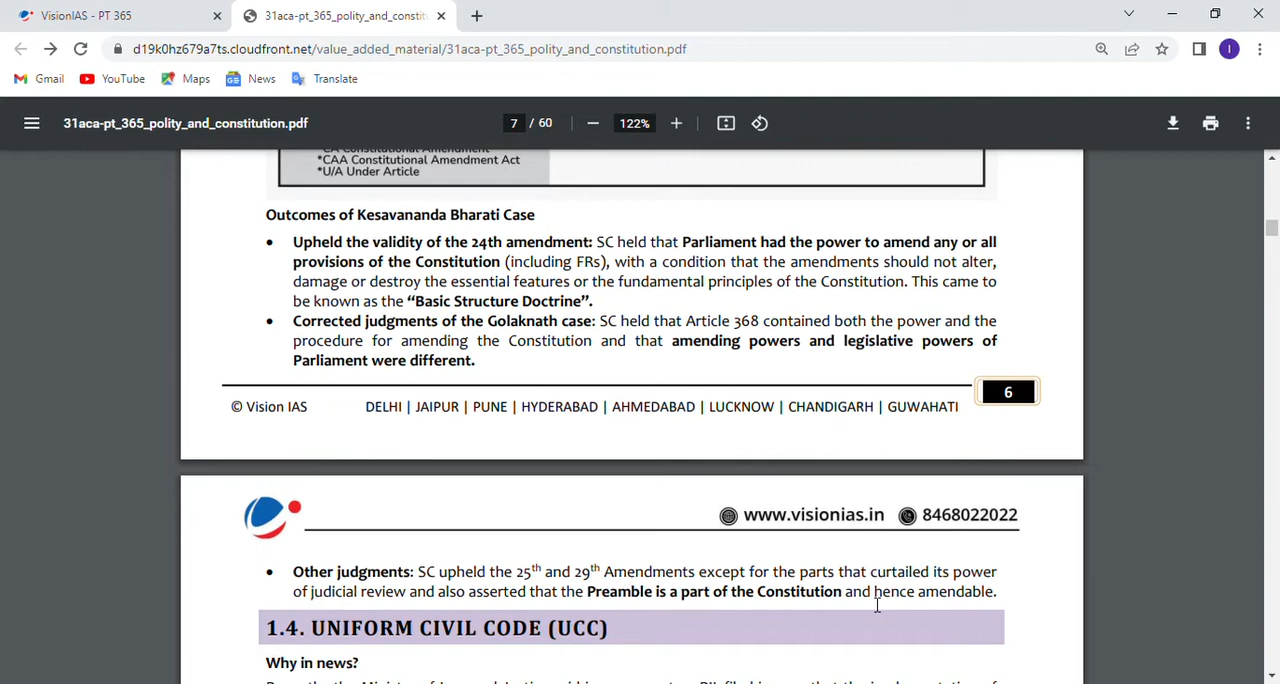 VisionIAS - PT 365
31aca-pt_365_polity_and_constitut
d19k0hz679a7ts.cloudfront.net/value_added_material/31aca-pt_365_polity_and_constitution.pdf
I
Gmail YouTube Maps News Translate
31aca-pt_365_polity_and_constitution.pdf 7 / 60 122%
*CA Constitutional Amendment
*CAA Constitutional Amendment Act
*U/A Under Article
Outcomes of Kesavananda Bharati Case
• Upheld the validity of the 24th amendment: SC held that Parliament had the power to amend any or all
provisions of the Constitution (including FRs), with a condition that the amendments should not alter,
damage or destroy the essential features or the fundamental principles of the Constitution. This came to
be known as the “Basic Structure Doctrine”.
• Corrected judgments of the Golaknath case: SC held that Article 368 contained both the power and the
procedure for amending the Constitution and that amending powers and legislative powers of
Parliament were different.
6
© Vision IAS DELHI | JAIPUR | PUNE | HYDERABAD | AHMEDABAD | LUCKNOW | CHANDIGARH | GUWAHATI
www.visionias.in 8468022022
• Other judgments: SC upheld the 25th and 29th Amendments except for the parts that curtailed its power
of judicial review and also asserted that the Preamble is a part of the Constitution and hence amendable.
1.4. UNIFORM CIVIL CODE (UCC)
Why in news?